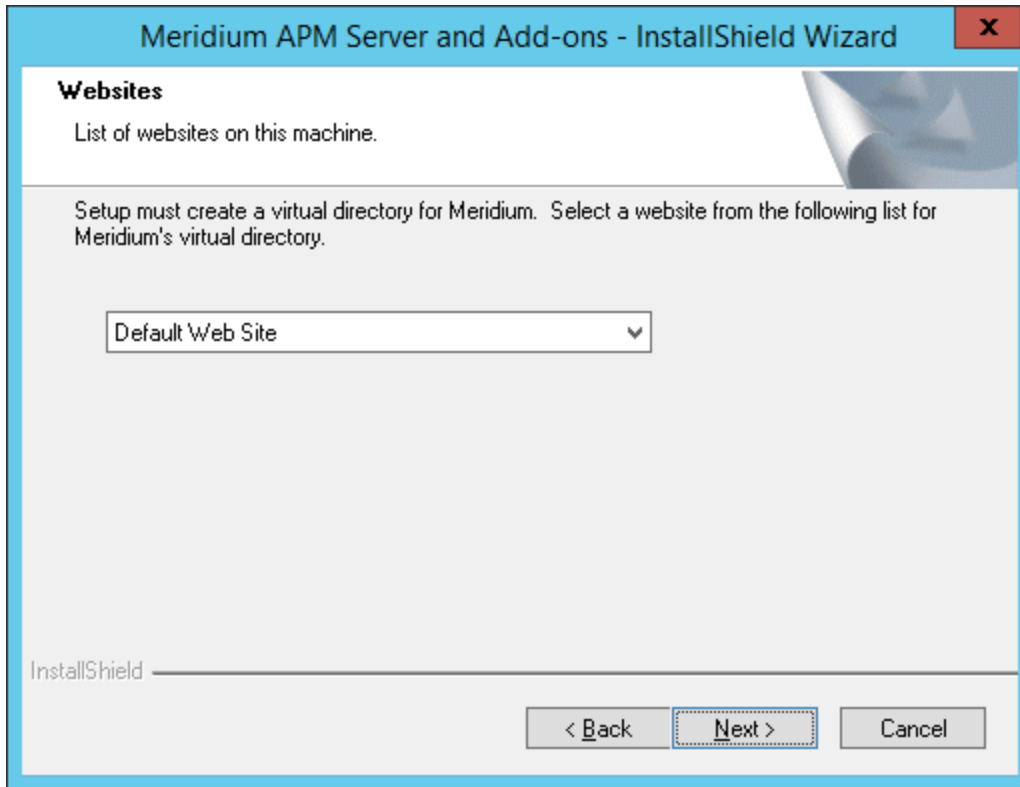 Meridium APM Server and Add-ons - InstallShield Wizard
x
Websites
List of websites on this machine.
Setup must create a virtual directory for Meridium.  Select a website from the following list for
Meridium's virtual directory.
Default Web Site
InstallShield
< Back
Next >
Cancel